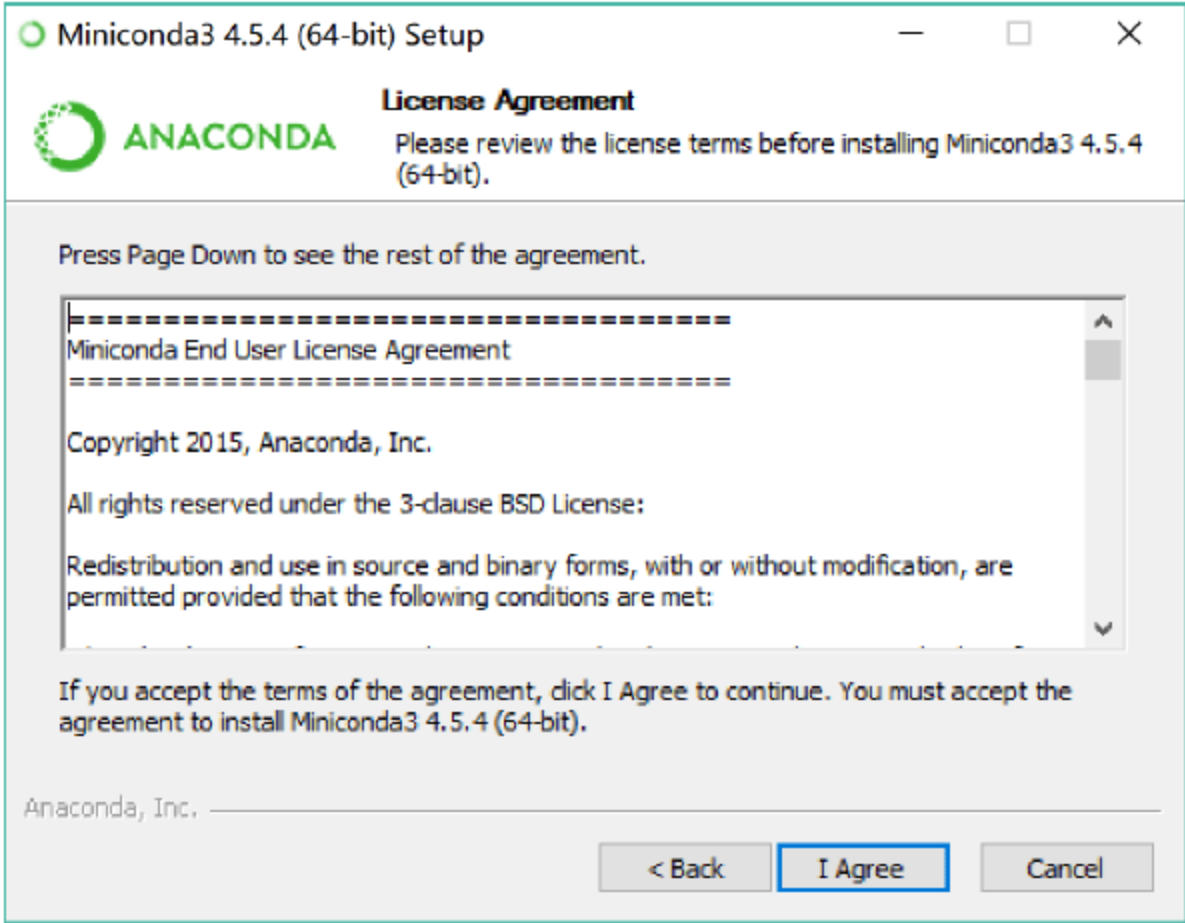 Miniconda3 4.5.4 (64-bit) Setup
ANACONDA
License Agreement
Please review the license terms before installing Miniconda3 4.5.4
(64-bit).
Press Page Down to see the rest of the agreement.
===================================
Miniconda End User License Agreement
===================================
Copyright 2015, Anaconda, Inc.
All rights reserved under the 3-clause BSD License:
Redistribution and use in source and binary forms, with or without modification, are
permitted provided that the following conditions are met:
If you accept the terms of the agreement, click I Agree to continue. You must accept the
agreement to install Miniconda3 4.5.4 (64-bit).
Anaconda, Inc.
< Back
I Agree
Cancel